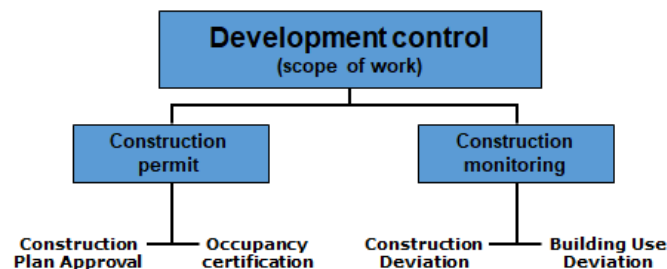 Development control
(scope of work)
Construction
permit
Construction
monitoring
Construction
Plan Approval
Occupancy
certification
Construction
Deviation
Building Use
Deviation